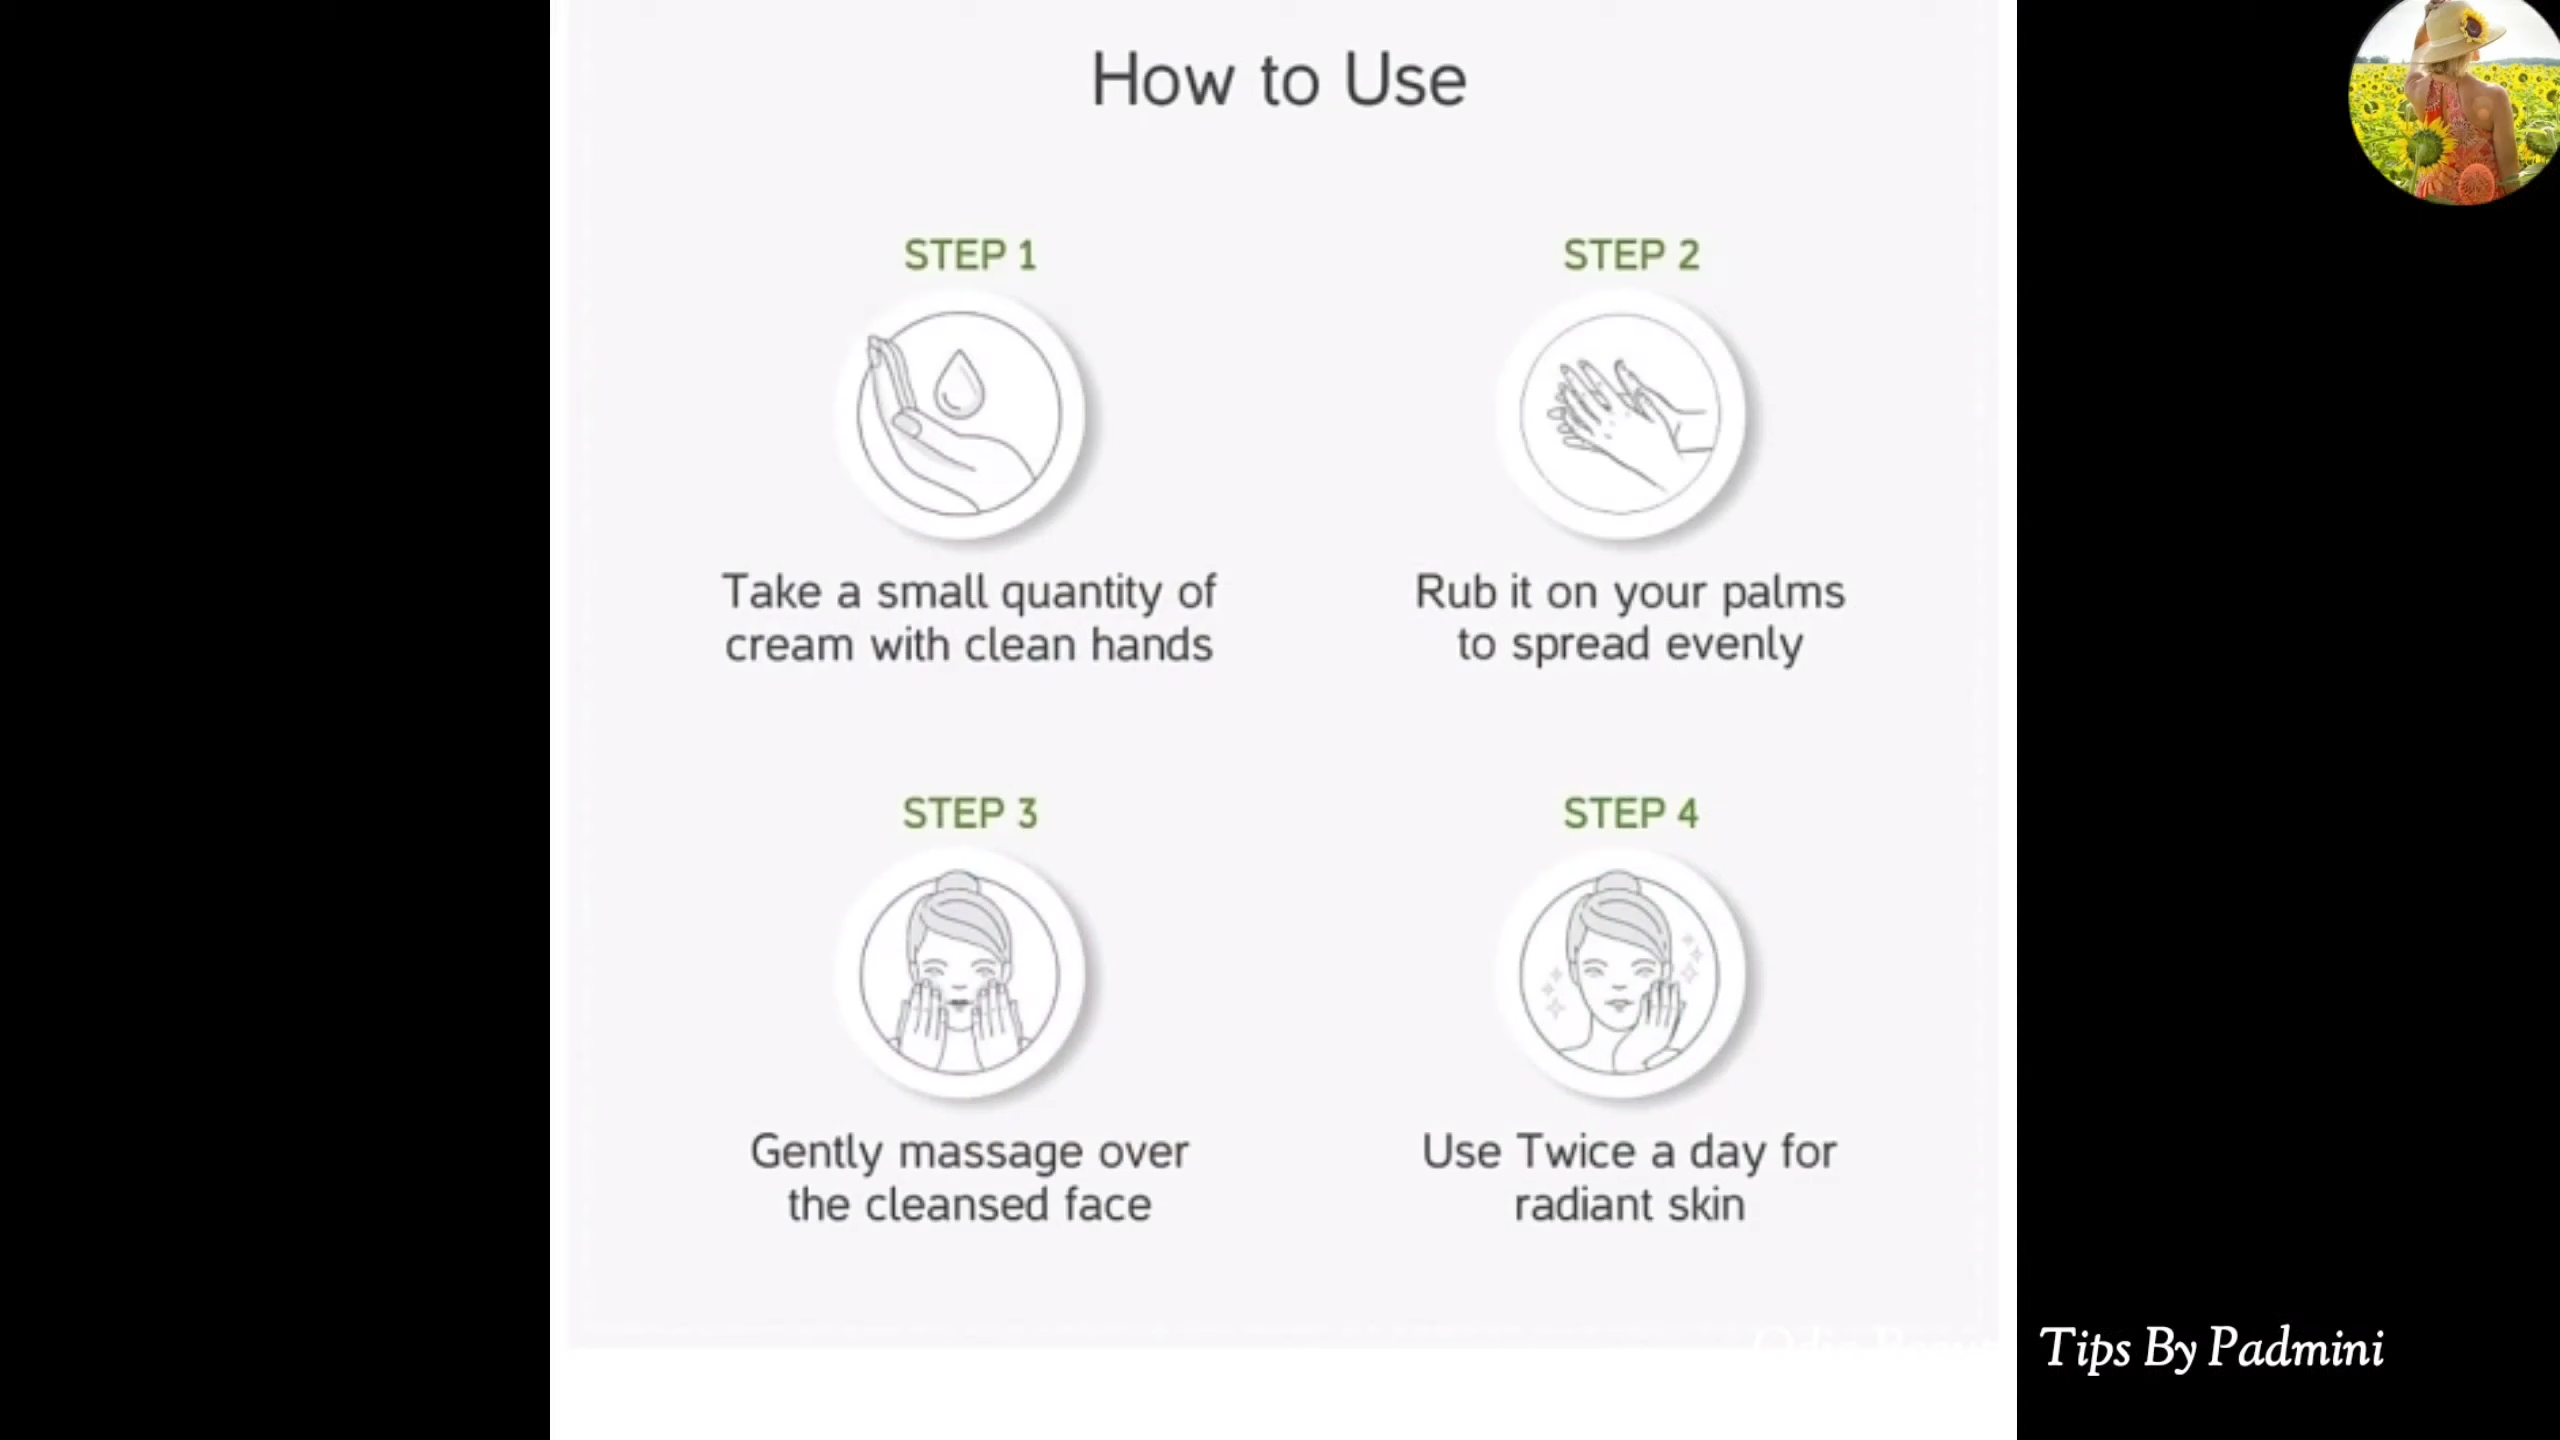 How to Use
STEP 1
Take a small quantity of
cream with clean hands
STEP 2
Rub it on your palms
to spread evenly
STEP 3
Gently massage over
the cleansed face
STEP 4
Use Twice a day for
radiant skin
Tips By Padmini